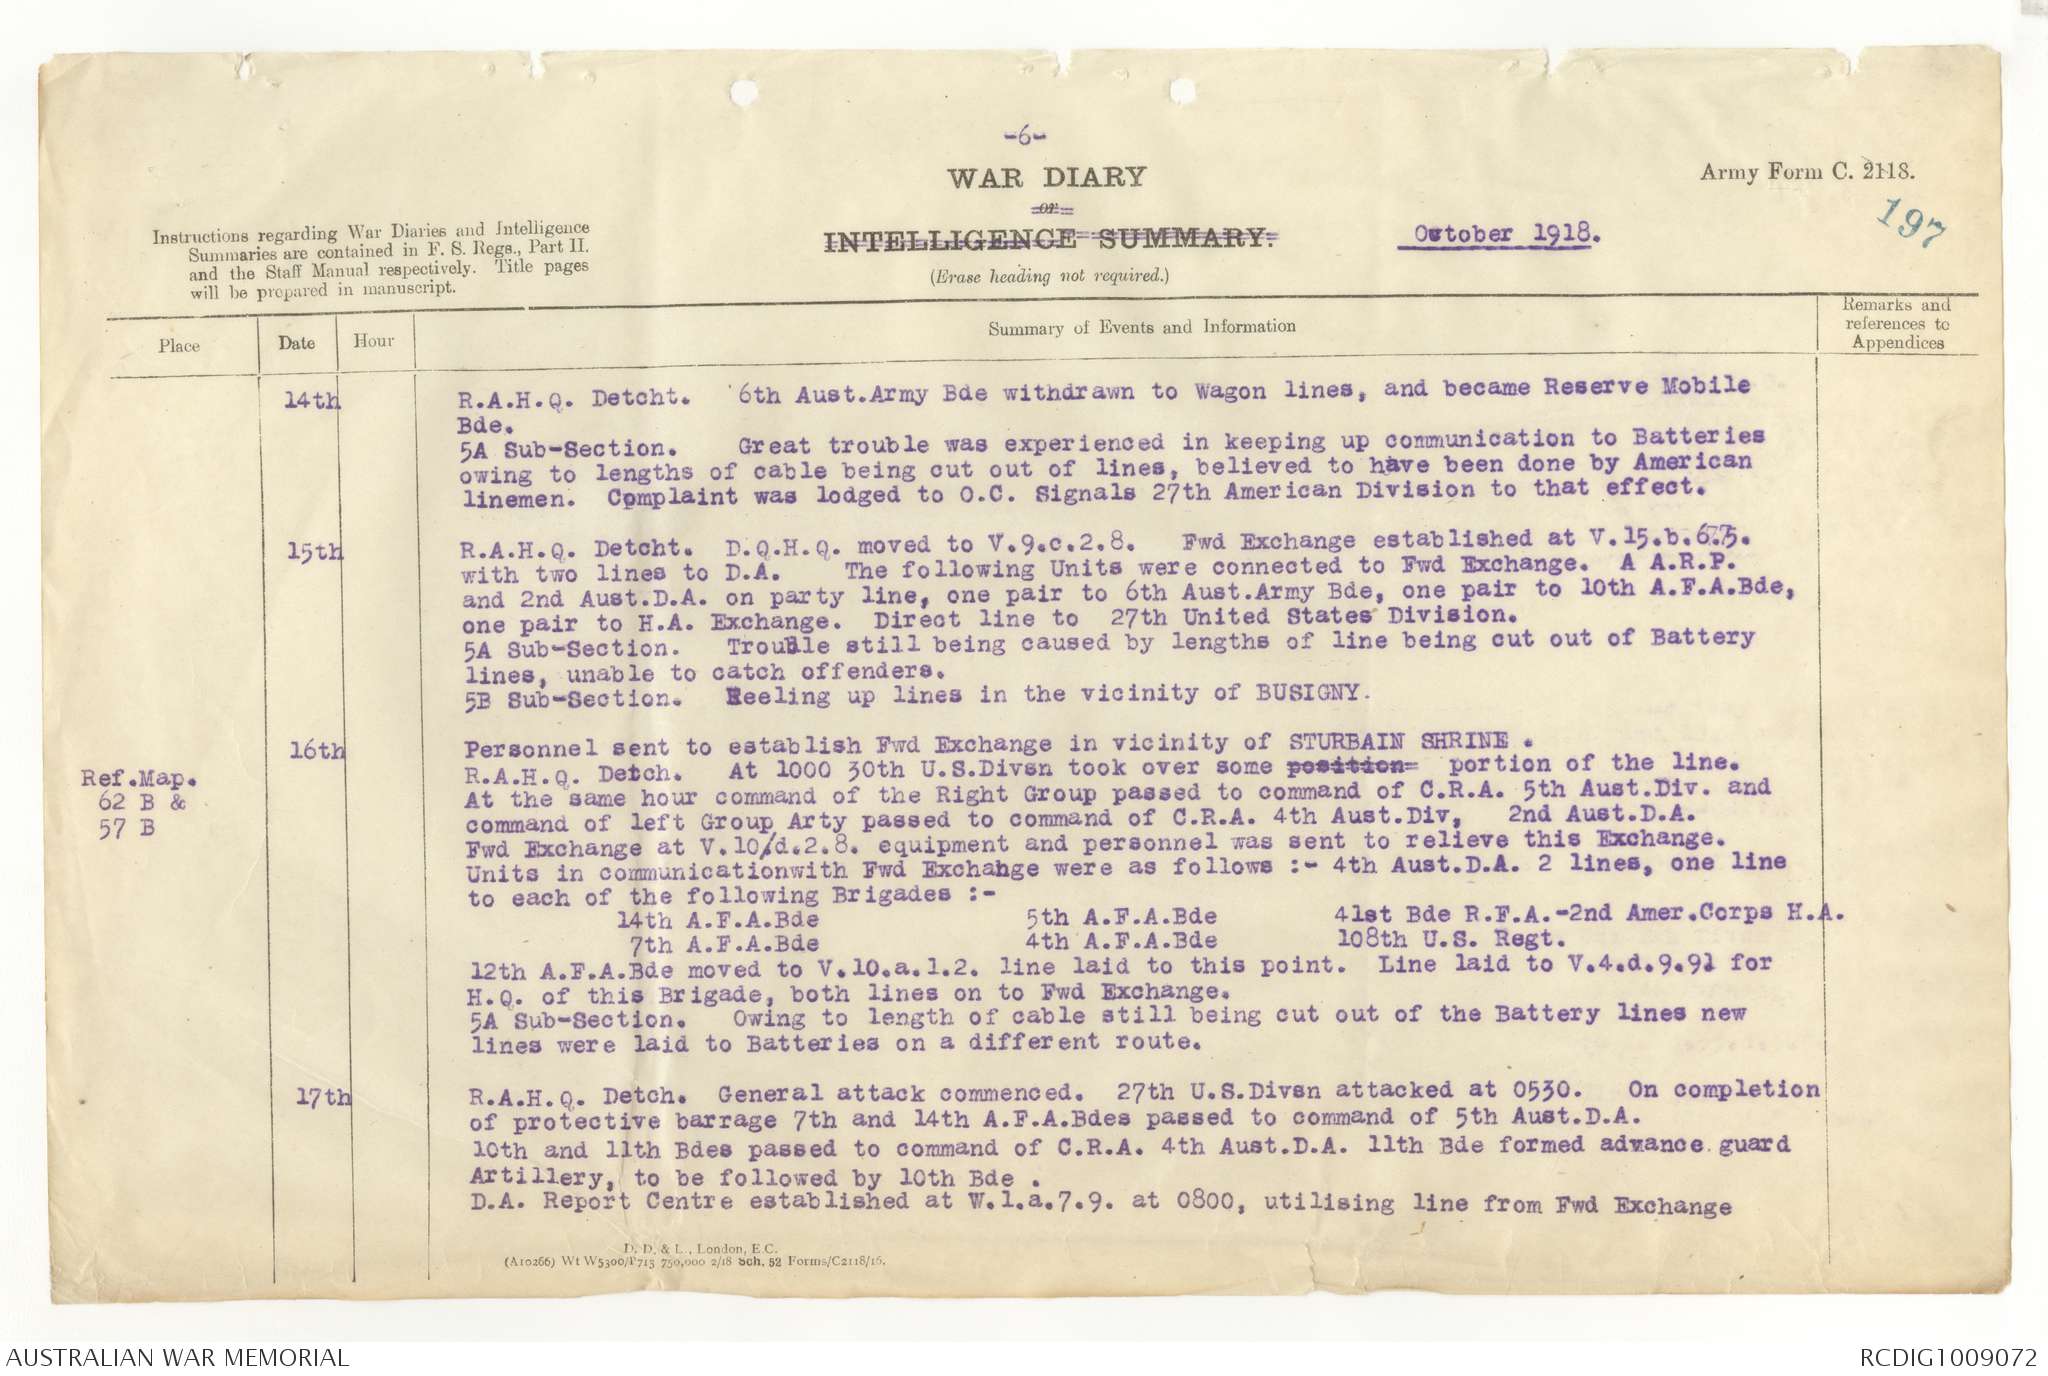 -6-
WAR DIARY
or
INTELLIGENCE SUMMARY.
(Erase heading not required.)
Army Form C. 2118.
197
October 1918.
Instructions regarding War Diaries and Intelligence
Summaries are contained in F. S. Regs., Part II.
and the Staff Manual respectively. Title pages
will be prepared in manuscript.
Place
Date
Hour
Summary of Events and Information
Remarks and
references to
Appendices
14th
R.A.H.Q. Detcht. 6th Aust.Army Bde withdrawn to Wagon lines, and became Reserve Mobile
Bde.
5A Sub-Section. Great trouble was experienced in keeping up communication to Batteries
owing to lengths of cable being cut out of lines, believed to have been done by American
linemen. Complaint was lodged to O.C. Signals 27th American Division to that effect.
15th
R.A.H.Q. Detcht. D.Q.H.Q. moved to V.9.c.2.8. Fwd Exchange established at V.15.b.
with two lines to D.A. The following Units were connected to Fwd Exchange. A A.R.P.
and 2nd Aust.D.A. on party line, one pair to 6th Aust.Army Bde, one pair to 10th A.F.A.Bde,
one pair to H.A. Exchange. Direct line to 27th United States Division.
5A Sub-Section. Trouble still being caused by lengths of line being cut out of Battery
lines, unable to catch offenders.
5B Sub-Section. Reeling up lines in the vicinity of BUSIGNY.
16th
Personnel sent to establish Fwd Exchange in vicinity of STURBAIN SHRINE .
Ref.Map.
62 B &
57 B
R.A.H.Q. Detch. At 1000 30th U.S.Divsn took over some position= portion of the line.
At the same hour command of the Right Group passed to command of C.R.A. 5th Aust.Div. and
command of left Group Arty passed to command of C.R.A. 4th Aust.Div, 2nd Aust.D.A.
Fwd Exchange at V.10/d.2.8. equipment and personnel was sent to relieve this Exchange.
Units in communicationwith Fwd Exchange were as follows :- 4th Aust.D.A. 2 lines, one line
to each of the following Brigades :-
14th A.F.A.Bde 5th A.F.A.Bde 41st Bde R.F.A.-2nd Amer.Corps H.A.
7th A.F.A.Bde 4th A.F.A.Bde 108th U.S. Regt.
12th A.F.A.Bde moved to V.10.a.1.2. line laid to this point. Line laid to V.4.d.9.91 for
H.Q. of this Brigade, both lines on to Fwd Exchange.
5A Sub-Section. Owing to length of cable still being cut out of the Battery lines new
lines were laid to Batteries on a different route.
17th
R.A.H.Q. Detch. General attack commenced. 27th U.S.Divsn attacked at 0530. On completion
of protective barrage 7th and 14th A.F.A.Bdes passed to command of 5th Aust.D.A.
10th and 11th Bdes passed to command of C.R.A. 4th Aust.D.A. 11th Bde formed advance guard
Artillery, to be followed by 10th Bde .
D.A. Report Centre established at W.1.a.7.9. at 0800, utilising line from Fwd Exchange
D. D. & L., London, E.C.
(A10266) Wt W5300/P713 750,000 2/18 Sch. 52 Forms/C2118/16.
AUSTRALIAN WAR MEMORIAL
RCDIG1009072